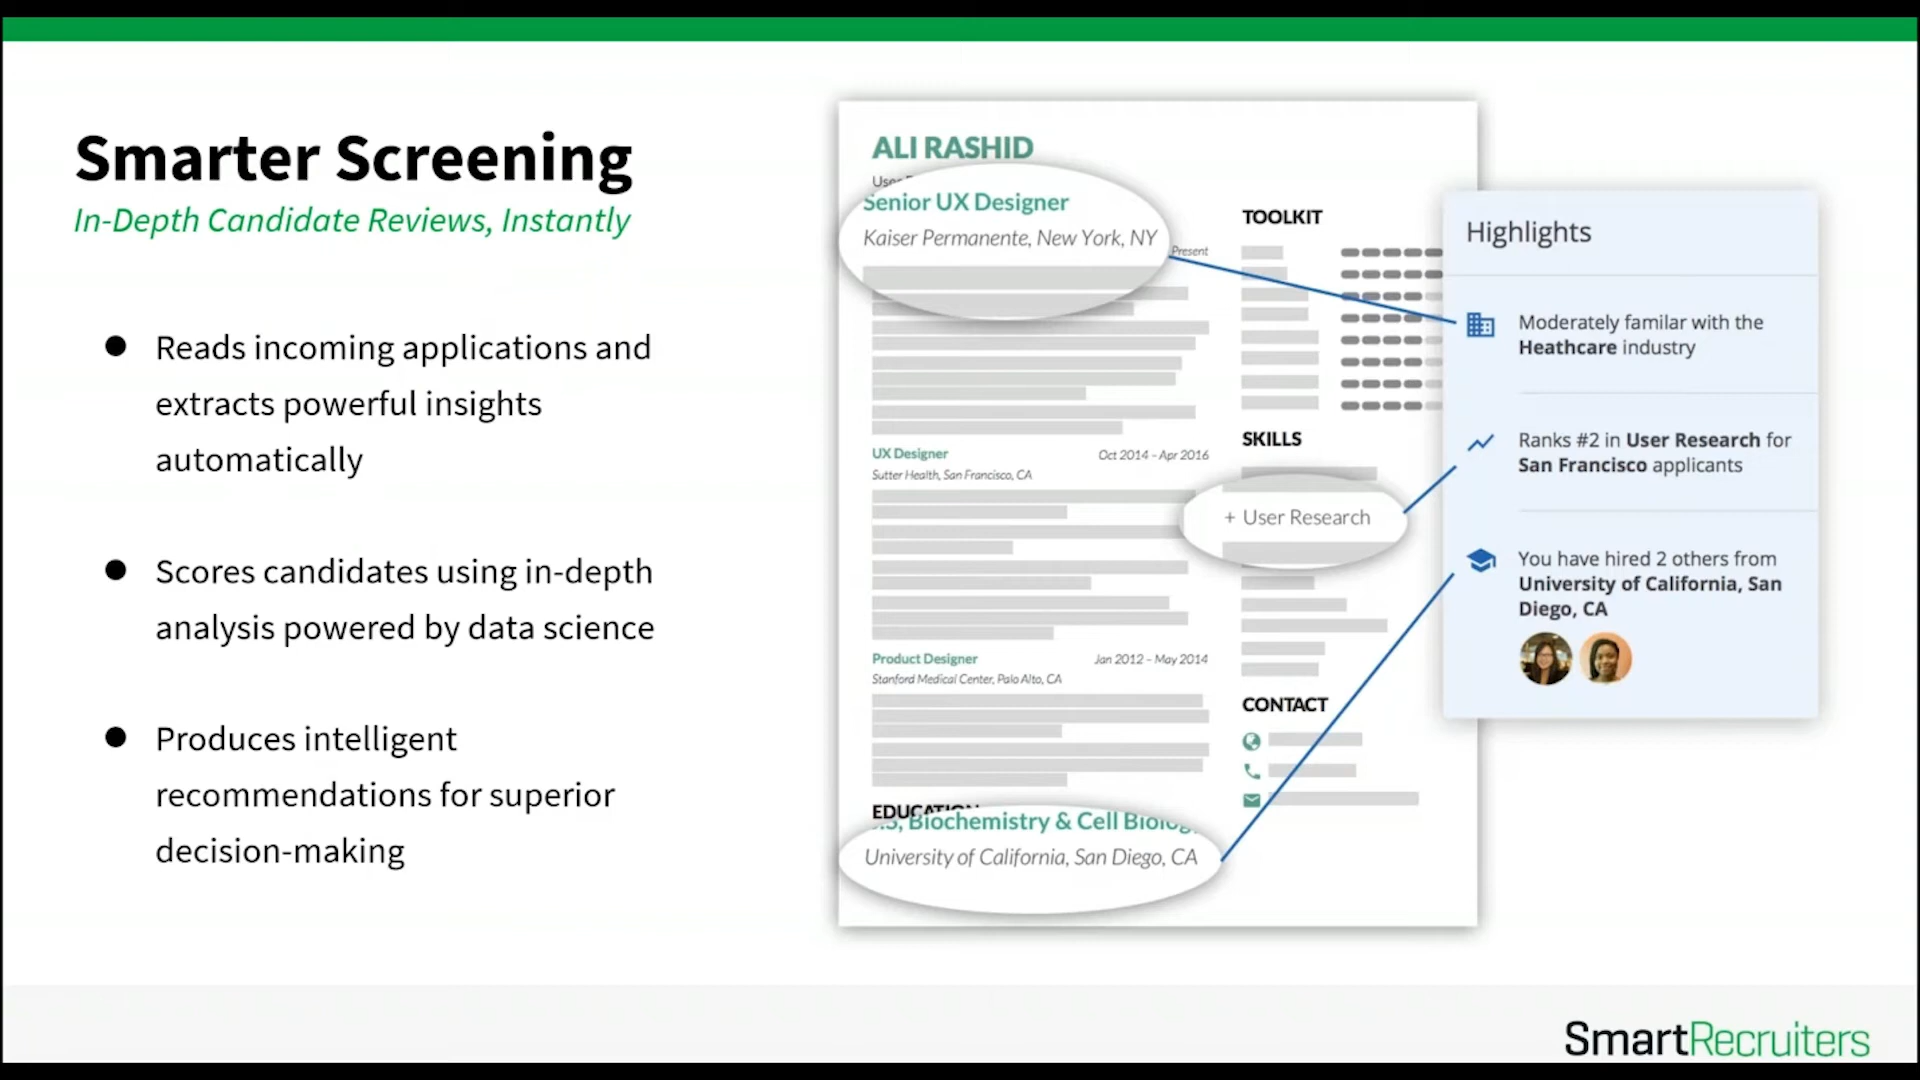 Smarter Screening
In-Depth Candidate Reviews, Instantly
Reads incoming applications and
extracts powerful insights
automatically
Scores candidates using in-depth
analysis powered by data science
Produces intelligent
recommendations for superior
decision-making
ALI RASHID
Senior UX Designer
Kaiser Permanente, New York, NY
Present
UX Designer
Oct 2014 - Apr 2016
Sutter Health, San Francisco, CA
Product Designer
Jan 2012 - May 2014
Stanford Medical Center, Palo Alto, CA
EDUCATION
Biochemistry & Cell Biology
University of California, San Diego, CA
TOOLKIT
SKILLS
+ User Research
CONTACT
Highlights
Moderately familar with the
Heathcare industry
Ranks #2 in User Research for
San Francisco applicants
You have hired 2 others from
University of California, San
Diego, CA
SmartRecruiters